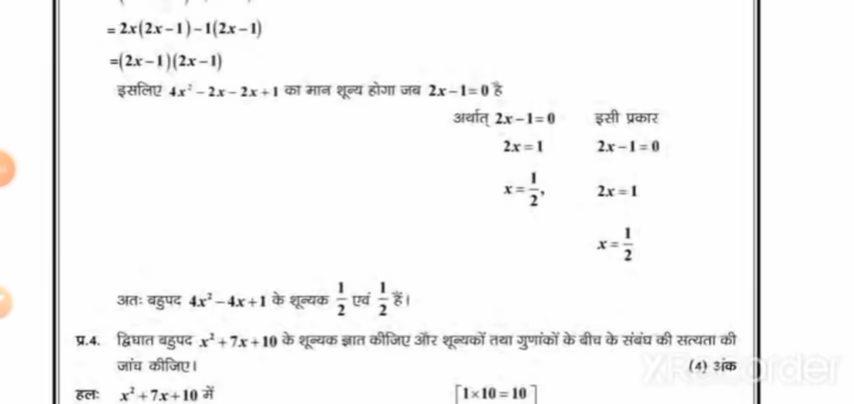 = 2x(2x−1)−1(2x−1)
=(2x−1)(2x−1)
इसलिए 4x² − 2x − 2x + 1 का मान शून्य होगा जब 2x−1=0 है
अर्थात् 2x−1=0 इसी प्रकार
2x = 1 2x−1=0
x = 1/2, 2x = 1
x = 1/2
अतः बहुपद 4x² − 4x + 1 के शून्यक 1/2 एवं 1/2 हैं।
प्र.4. द्विघात बहुपद x² + 7x + 10 के शून्यक ज्ञात कीजिए और शून्यकों तथा गुणांकों के बीच के संबंध की सत्यता की
जांच कीजिए। (4) अंक
हलः x² + 7x + 10 में [1×10 = 10]
XRecorder